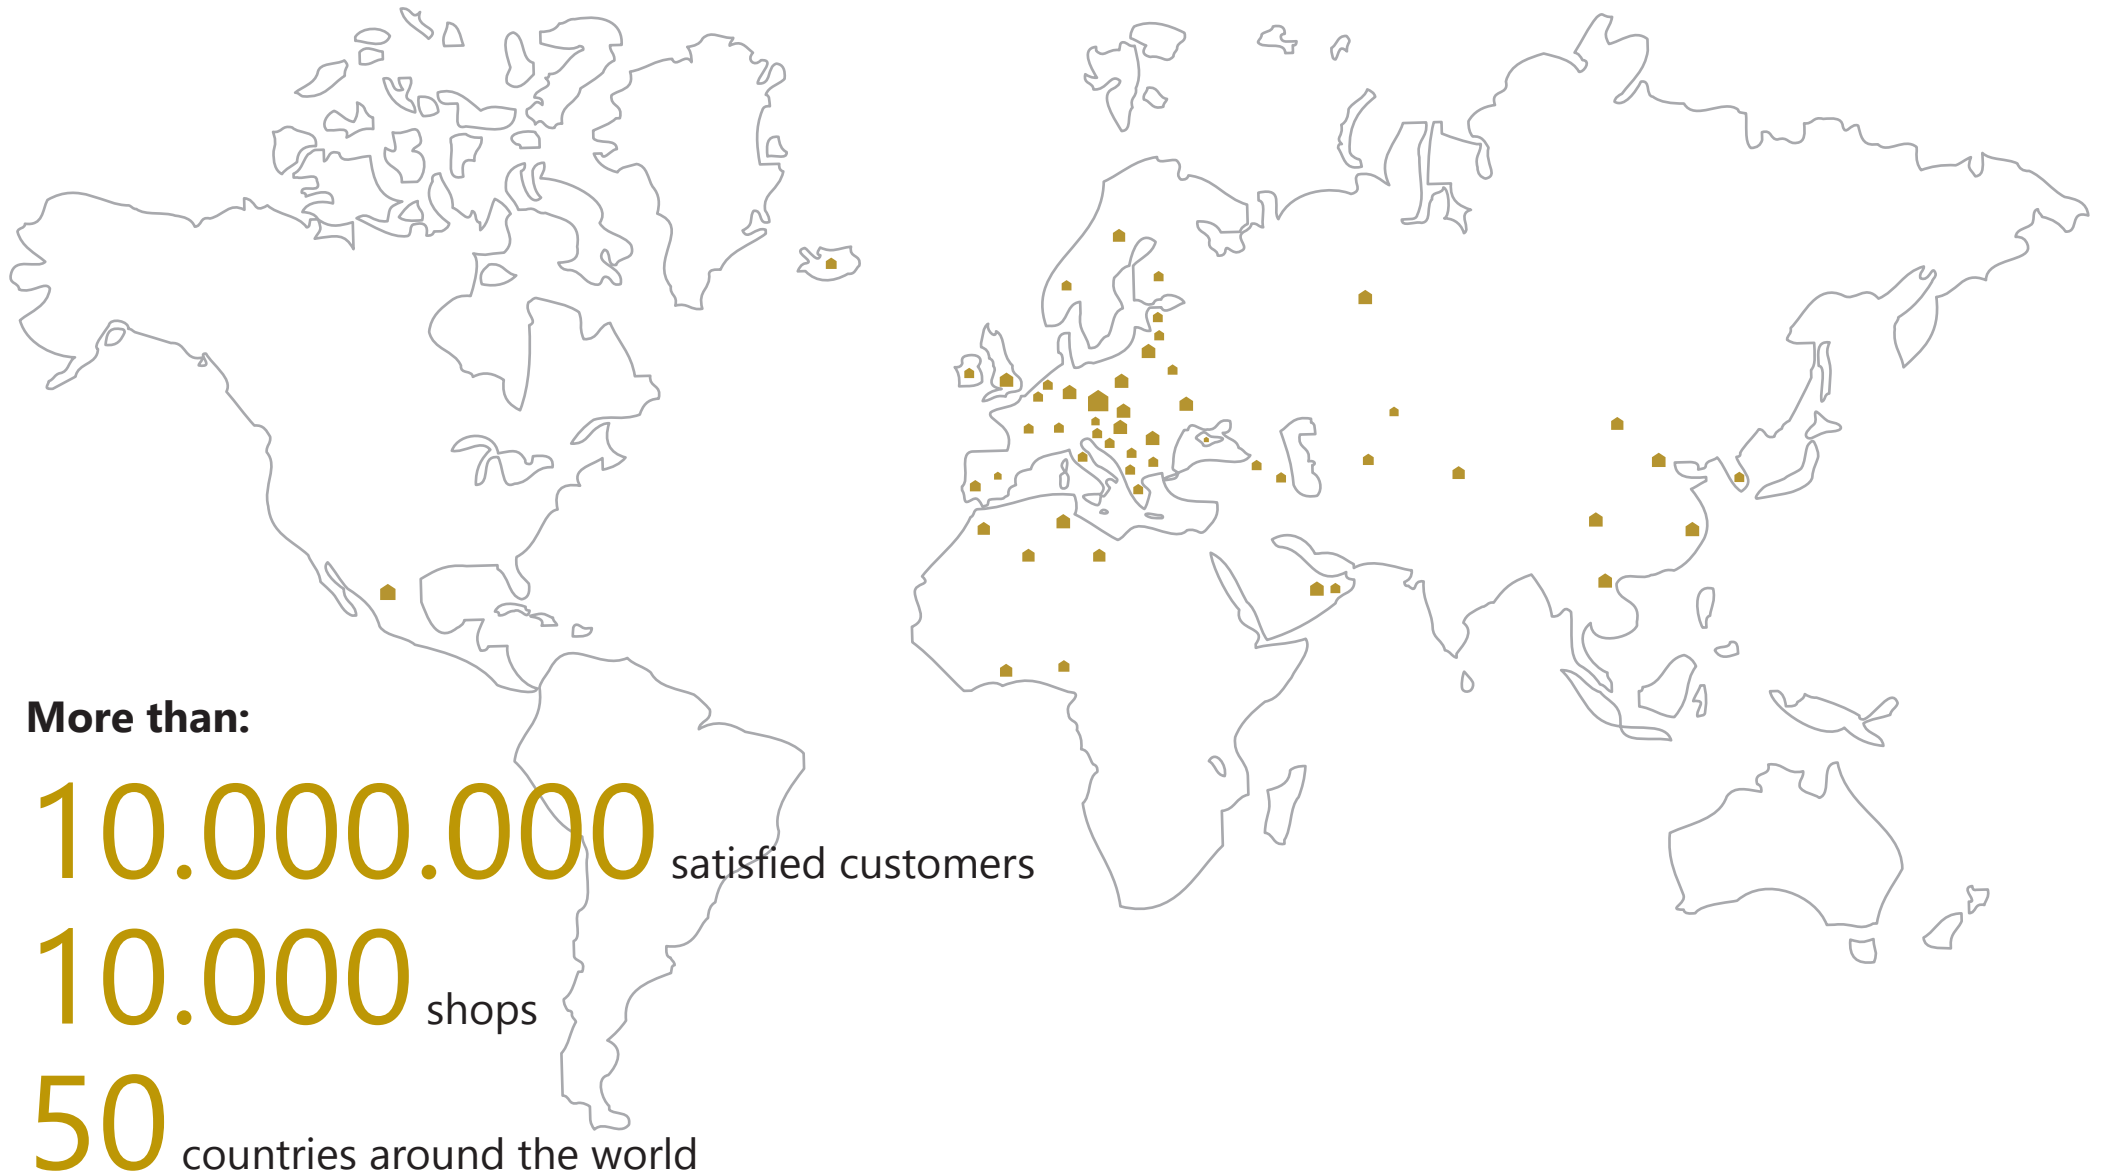 More than:
10.000.000 satisfied customers
10.000 shops
50 countries around the world